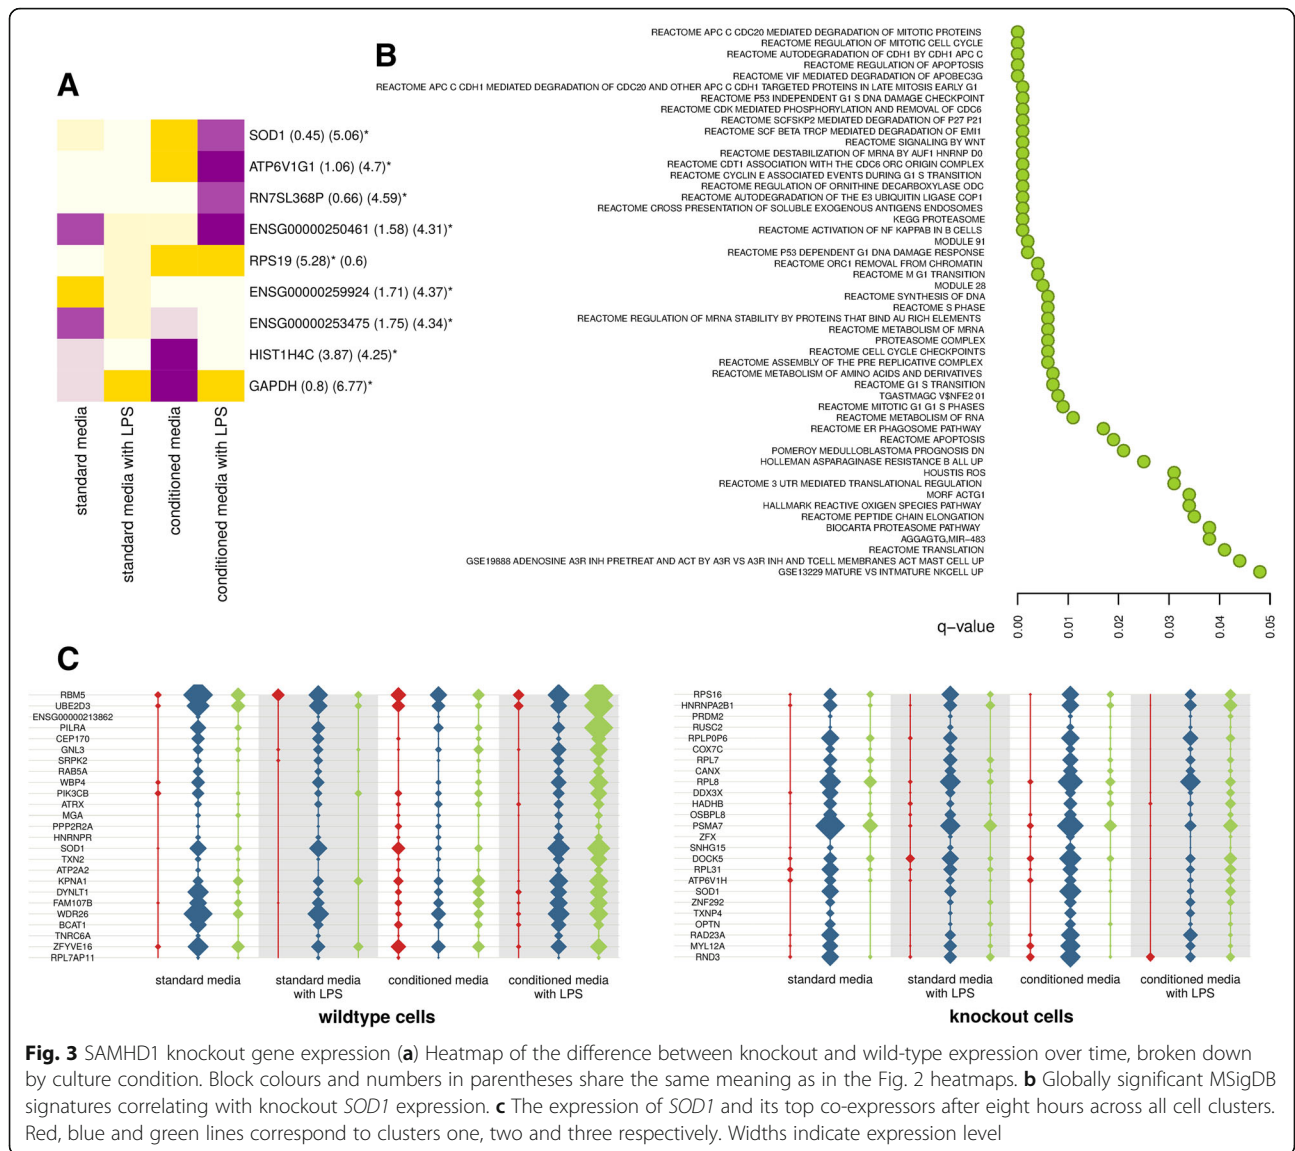 A
SOD1 (0.45) (5.06)*
ATP6V1G1 (1.06) (4.7)*
RN7SL368P (0.66) (4.59)*
ENSG00000250461 (1.58) (4.31)*
RPS19 (5.28)* (0.6)
ENSG00000259924 (1.71) (4.37)*
ENSG00000253475 (1.75) (4.34)*
HIST1H4C (3.87) (4.25)*
GAPDH (0.8) (6.77)*
standard media
standard media with LPS
conditioned media
conditioned media with LPS
B
REACTOME APC C CDC20 MEDIATED DEGRADATION OF MITOTIC PROTEINS
REACTOME REGULATION OF MITOTIC CELL CYCLE
REACTOME AUTODEGRADATION OF CDH1 BY CDH1 APC C
REACTOME REGULATION OF APOPTOSIS
REACTOME VIF MEDIATED DEGRADATION OF APOBEC3G
REACTOME APC C CDH1 MEDIATED DEGRADATION OF CDC20 AND OTHER APC C CDH1 TARGETED PROTEINS IN LATE MITOSIS EARLY G1
REACTOME P53 INDEPENDENT G1 S DNA DAMAGE CHECKPOINT
REACTOME CDK MEDIATED PHOSPHORYLATION AND REMOVAL OF CDC6
REACTOME SCFSKP2 MEDIATED DEGRADATION OF P27 P21
REACTOME SCF BETA TRCP MEDIATED DEGRADATION OF EMI1
REACTOME SIGNALING BY WNT
REACTOME DESTABILIZATION OF MRNA BY AUF1 HNRNP D0
REACTOME CDT1 ASSOCIATION WITH THE CDC6 ORC ORIGIN COMPLEX
REACTOME CYCLIN E ASSOCIATED EVENTS DURING G1 S TRANSITION
REACTOME REGULATION OF ORNITHINE DECARBOXYLASE ODC
REACTOME AUTODEGRADATION OF THE E3 UBIQUITIN LIGASE COP1
REACTOME CROSS PRESENTATION OF SOLUBLE EXOGENOUS ANTIGENS ENDOSOMES
KEGG PROTEASOME
REACTOME ACTIVATION OF NF KAPPAB IN B CELLS
MODULE 91
REACTOME P53 DEPENDENT G1 DNA DAMAGE RESPONSE
REACTOME ORC1 REMOVAL FROM CHROMATIN
REACTOME M G1 TRANSITION
MODULE 28
REACTOME SYNTHESIS OF DNA
REACTOME S PHASE
REACTOME REGULATION OF MRNA STABILITY BY PROTEINS THAT BIND AU RICH ELEMENTS
REACTOME METABOLISM OF MRNA
PROTEASOME COMPLEX
REACTOME CELL CYCLE CHECKPOINTS
REACTOME ASSEMBLY OF THE PRE REPLICATIVE COMPLEX
REACTOME METABOLISM OF AMINO ACIDS AND DERIVATIVES
REACTOME G1 S TRANSITION
TGASTMAGC V$NFE2 01
REACTOME MITOTIC G1 G1 S PHASES
REACTOME METABOLISM OF RNA
REACTOME ER PHAGOSOME PATHWAY
REACTOME APOPTOSIS
POMEROY MEDULLOBLASTOMA PROGNOSIS DN
HOLLEMAN ASPARAGINASE RESISTANCE B ALL UP
HOUSTIS ROS
REACTOME 3 UTR MEDIATED TRANSLATIONAL REGULATION
MORF ACTG1
HALLMARK REACTIVE OXIGEN SPECIES PATHWAY
REACTOME PEPTIDE CHAIN ELONGATION
BIOCARTA PROTEASOME PATHWAY
AGGAGTG,MIR−483
REACTOME TRANSLATION
GSE19888 ADENOSINE A3R INH PRETREAT AND ACT BY A3R VS A3R INH AND TCELL MEMBRANES ACT MAST CELL UP
GSE13229 MATURE VS INTMATURE NKCELL UP
q−value
0.00
0.01
0.02
0.03
0.04
0.05
C
RBM5
UBE2D3
ENSG00000213862
PILRA
CEP170
GNL3
SRPK2
RAB5A
WBP4
PIK3CB
ATRX
MGA
PPP2R2A
HNRNPR
SOD1
TXN2
ATP2A2
KPNA1
DYNLT1
FAM107B
WDR26
BCAT1
TNRC6A
ZFYVE16
RPL7AP11
standard media
standard media
with LPS
conditioned media
conditioned media
with LPS
wildtype cells
RPS16
HNRNPA2B1
PRDM2
RUSC2
RPLP0P6
COX7C
RPL7
CANX
RPL8
DDX3X
HADHB
OSBPL8
PSMA7
ZFX
SNHG15
DOCK5
RPL31
ATP6V1H
SOD1
ZNF292
TXNP4
OPTN
RAD23A
MYL12A
RND3
standard media
standard media
with LPS
conditioned media
conditioned media
with LPS
knockout cells
Fig. 3 SAMHD1 knockout gene expression (a) Heatmap of the difference between knockout and wild-type expression over time, broken down
by culture condition. Block colours and numbers in parentheses share the same meaning as in the Fig. 2 heatmaps. b Globally significant MSigDB
signatures correlating with knockout SOD1 expression. c The expression of SOD1 and its top co-expressors after eight hours across all cell clusters.
Red, blue and green lines correspond to clusters one, two and three respectively. Widths indicate expression level